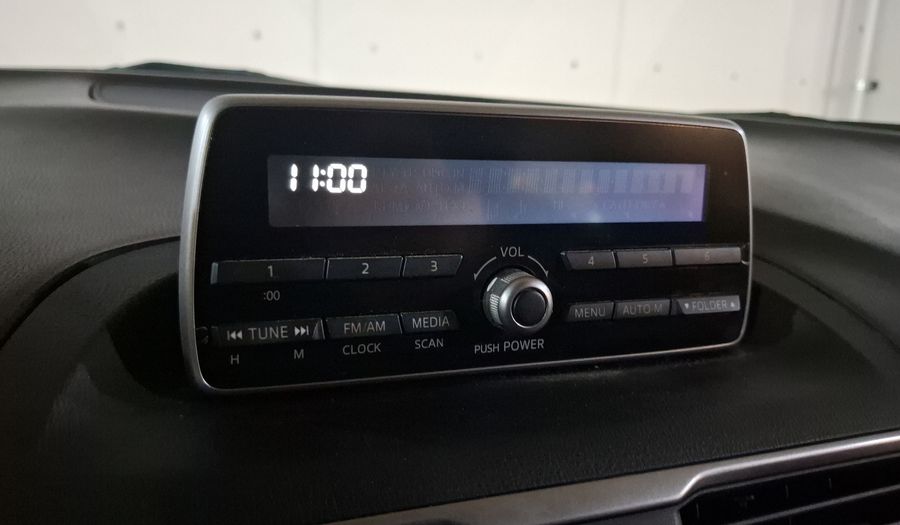 11:00
VOL
1 2 3 4 5 6
:00
⏮ TUNE ⏭ FM/AM MEDIA MENU AUTO-M ▼ FOLDER ▲
H M CLOCK SCAN PUSH POWER